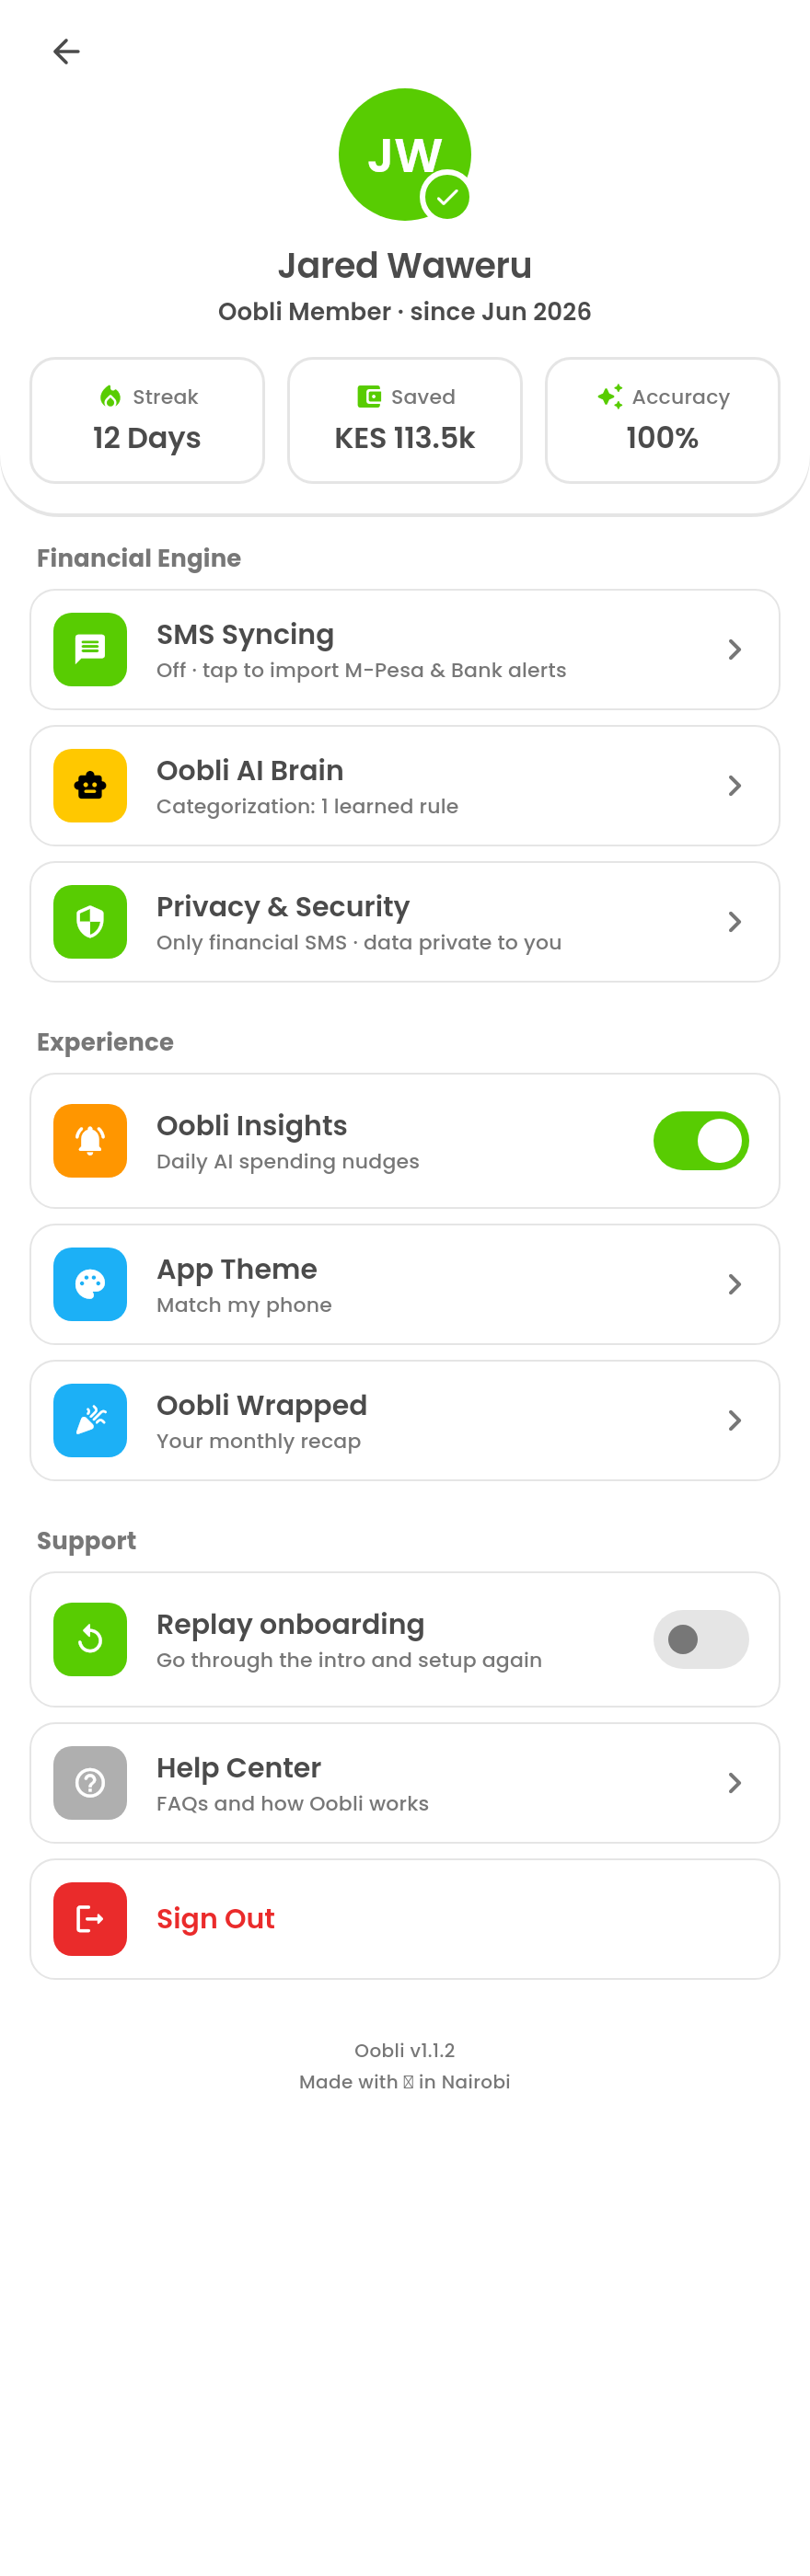 JW
Jared Waweru
Oobli Member · since Jun 2026
Streak
12 Days
Saved
KES 113.5k
Accuracy
100%
Financial Engine
SMS Syncing
Off · tap to import M-Pesa & Bank alerts
Oobli AI Brain
Categorization: 1 learned rule
Privacy & Security
Only financial SMS · data private to you
Experience
Oobli Insights
Daily AI spending nudges
App Theme
Match my phone
Oobli Wrapped
Your monthly recap
Support
Replay onboarding
Go through the intro and setup again
Help Center
FAQs and how Oobli works
Sign Out
Oobli v1.1.2
Made with in Nairobi